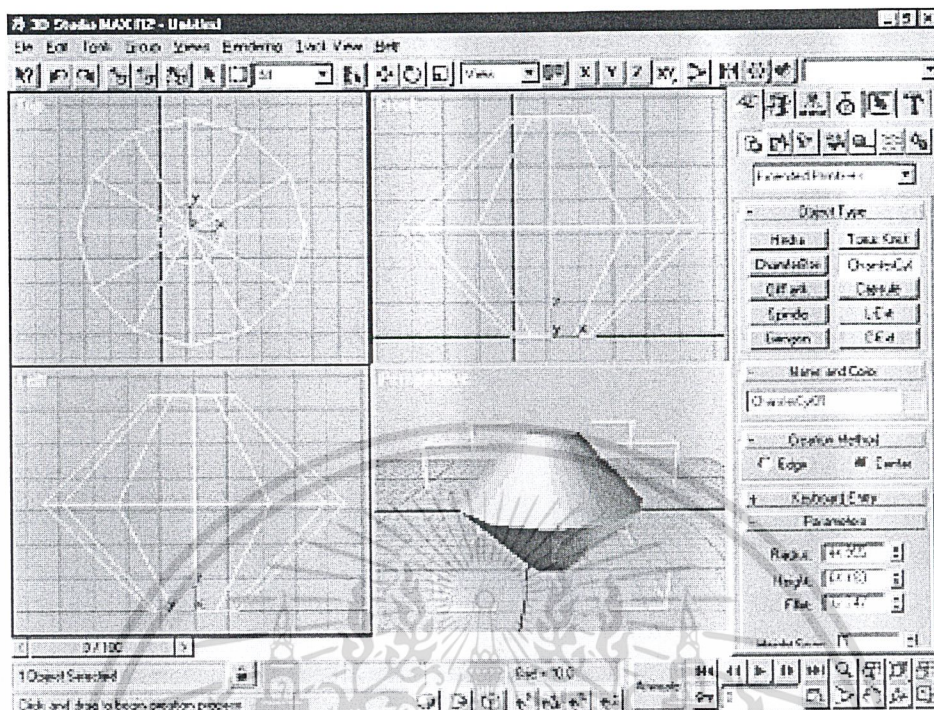 3D Studio MAX R2 - Untitled
File Edit Tools Group Views Rendering Track View Help
All View X Y Z XY
Extended Primitives
Object Type
Hedra Torus Knot
ChamferBox ChamferCyl
OilTank Capsule
Spindle L-Ext
Gengon C-Ext
Name and Color
ChamferCyl01
Creation Method
Edge Center
Keyboard Entry
Parameters
Radius:
Height:
Fillet:
0 / 100
1 Object Selected
Grid = 10.0
Animate
Click and drag to begin creation process